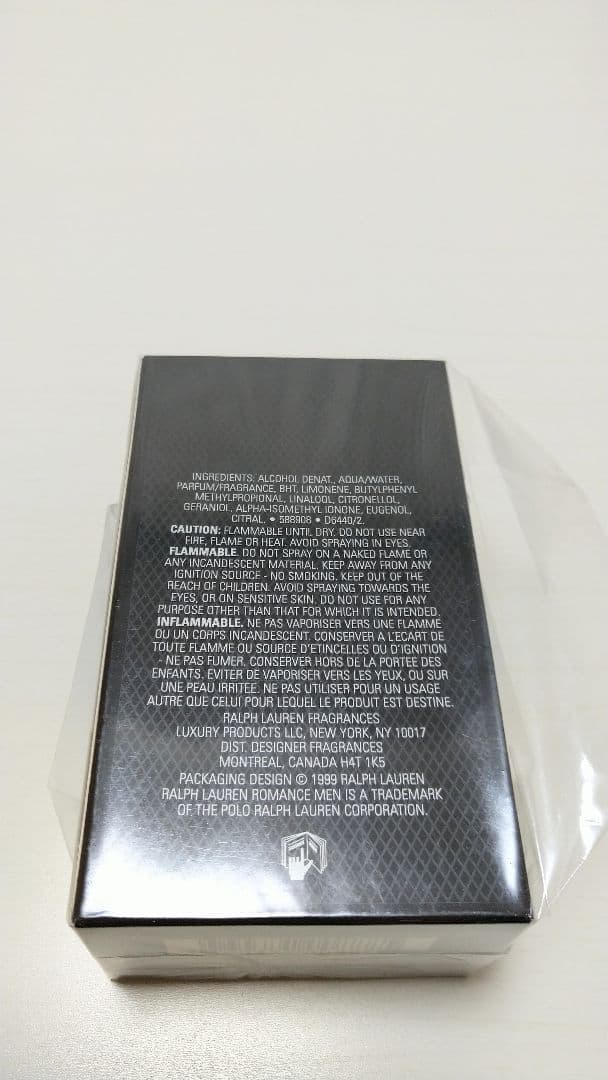 INGREDIENTS: ALCOHOL DENAT., AQUA/WATER,
PARFUM/FRAGRANCE, BHT, LIMONENE, BUTYLPHENYL
METHYLPROPIONAL, LINALOOL, CITRONELLOL,
GERANIOL, ALPHA-ISOMETHYL IONONE, EUGENOL,
CITRAL. • 588908 • D6440/2.
CAUTION: FLAMMABLE UNTIL DRY. DO NOT USE NEAR
FIRE, FLAME OR HEAT. AVOID SPRAYING IN EYES.
FLAMMABLE. DO NOT SPRAY ON A NAKED FLAME OR
ANY INCANDESCENT MATERIAL. KEEP AWAY FROM ANY
IGNITION SOURCE - NO SMOKING. KEEP OUT OF THE
REACH OF CHILDREN. AVOID SPRAYING TOWARDS THE
EYES, OR ON SENSITIVE SKIN. DO NOT USE FOR ANY
PURPOSE OTHER THAN THAT FOR WHICH IT IS INTENDED.
INFLAMMABLE. NE PAS VAPORISER VERS UNE FLAMME
OU UN CORPS INCANDESCENT. CONSERVER A L'ECART DE
TOUTE FLAMME OU SOURCE D'ETINCELLES OU D'IGNITION
- NE PAS FUMER. CONSERVER HORS DE LA PORTEE DES
ENFANTS. EVITER DE VAPORISER VERS LES YEUX, OU SUR
UNE PEAU IRRITEE. NE PAS UTILISER POUR UN USAGE
AUTRE QUE CELUI POUR LEQUEL LE PRODUIT EST DESTINE.
RALPH LAUREN FRAGRANCES
LUXURY PRODUCTS LLC, NEW YORK, NY 10017
DIST. DESIGNER FRAGRANCES
MONTREAL, CANADA H4T 1K5
PACKAGING DESIGN © 1999 RALPH LAUREN
RALPH LAUREN ROMANCE MEN IS A TRADEMARK
OF THE POLO RALPH LAUREN CORPORATION.